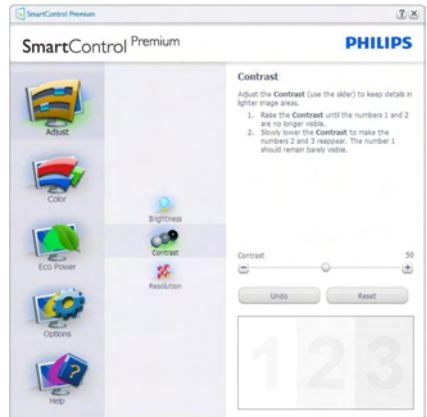 SmartControl Premium
SmartControl Premium
PHILIPS
Adjust
Color
Eco Power
Options
Help
Brightness
Contrast
Resolution
Contrast
Adjust the Contrast (use the slider) to keep details in
lighter image areas.
1. Raise the Contrast until the numbers 1 and 2
are no longer visible.
2. Slowly lower the Contrast to make the
numbers 2 and 3 reappear. The number 1
should remain barely visible.
Contrast 50
Undo Reset
1 2 3